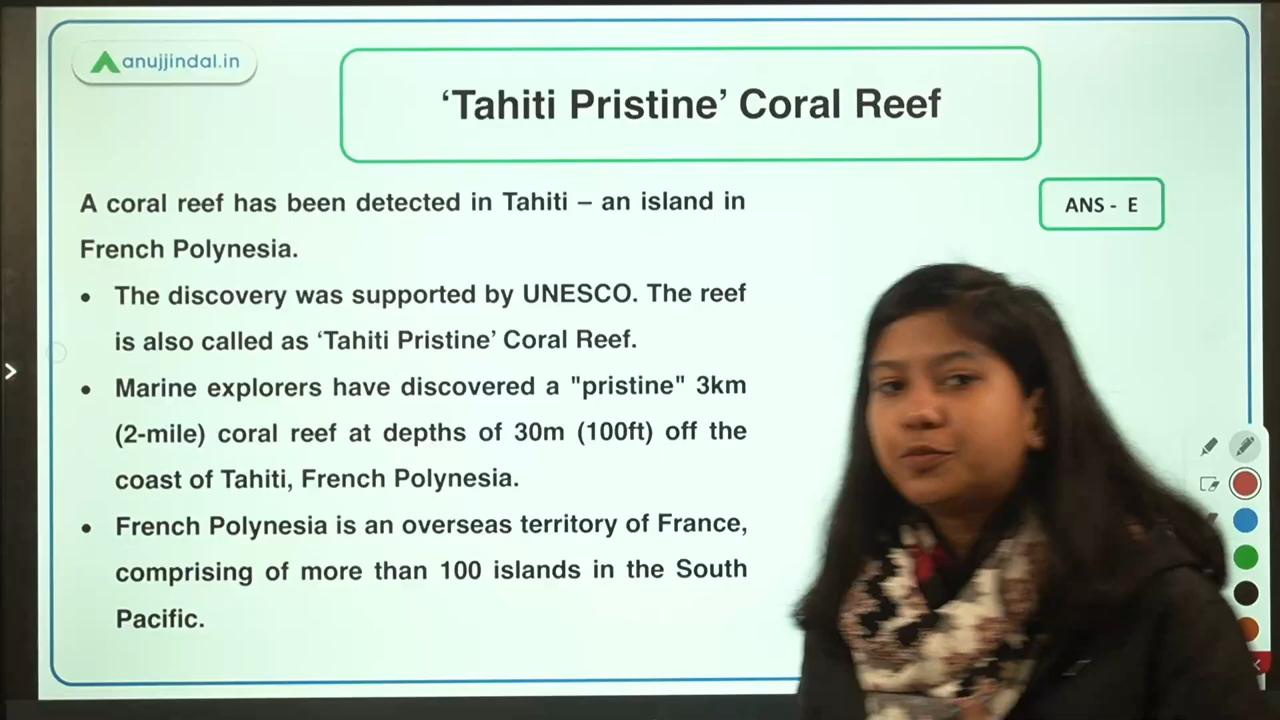 anujjindal.in
‘Tahiti Pristine’ Coral Reef
A coral reef has been detected in Tahiti – an island in
French Polynesia.
ANS - E
• The discovery was supported by UNESCO. The reef
is also called as ‘Tahiti Pristine’ Coral Reef.
• Marine explorers have discovered a "pristine" 3km
(2-mile) coral reef at depths of 30m (100ft) off the
coast of Tahiti, French Polynesia.
• French Polynesia is an overseas territory of France,
comprising of more than 100 islands in the South
Pacific.